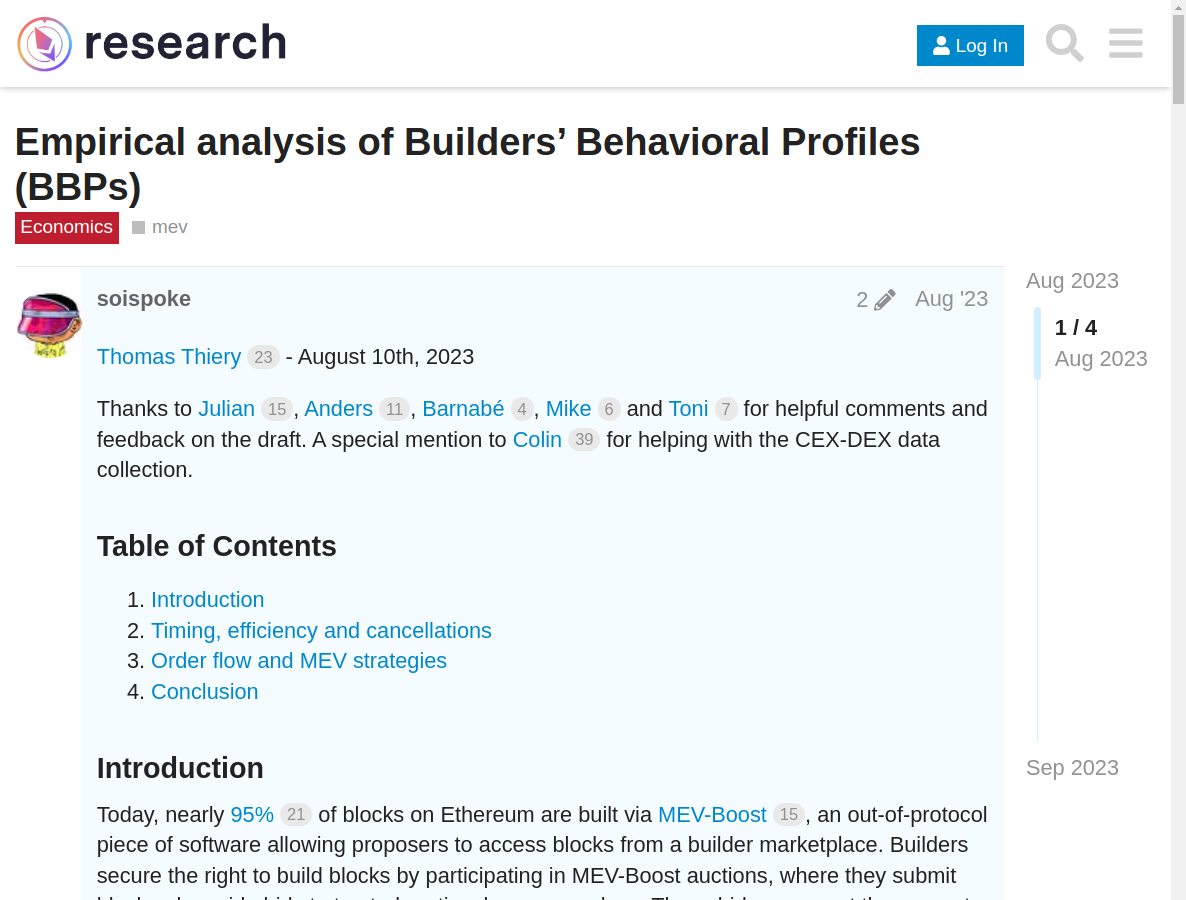 research
Log In
Empirical analysis of Builders’ Behavioral Profiles
(BBPs)
Economics mev
soispoke 2 Aug '23
Thomas Thiery 23 - August 10th, 2023
Thanks to Julian 15, Anders 11, Barnabé 4, Mike 6 and Toni 7 for helpful comments and
feedback on the draft. A special mention to Colin 39 for helping with the CEX-DEX data
collection.
Table of Contents
1. Introduction
2. Timing, efficiency and cancellations
3. Order flow and MEV strategies
4. Conclusion
Introduction
Today, nearly 95% 21 of blocks on Ethereum are built via MEV-Boost 15, an out-of-protocol
piece of software allowing proposers to access blocks from a builder marketplace. Builders
secure the right to build blocks by participating in MEV-Boost auctions, where they submit
Aug 2023
1 / 4
Aug 2023
Sep 2023